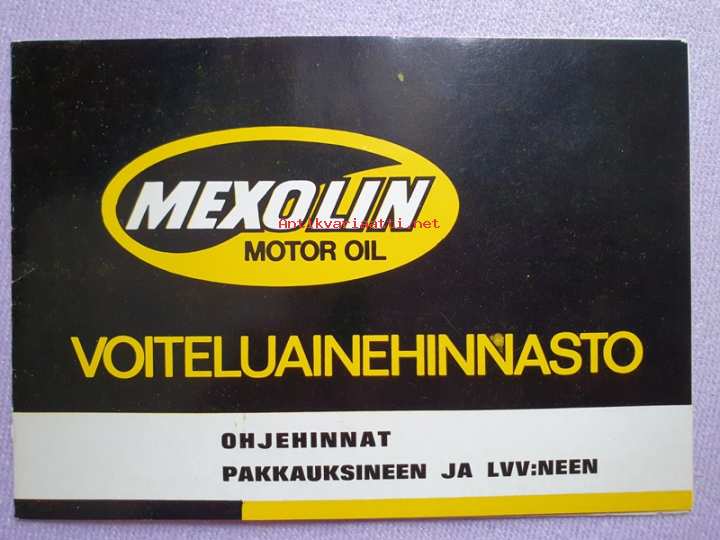 MEXOLIN
Antikvariaatti.net
MOTOR OIL
VOITELUAINEHINNASTO
OHJEHINNAT
PAKKAUKSINEEN JA LVV:NEEN